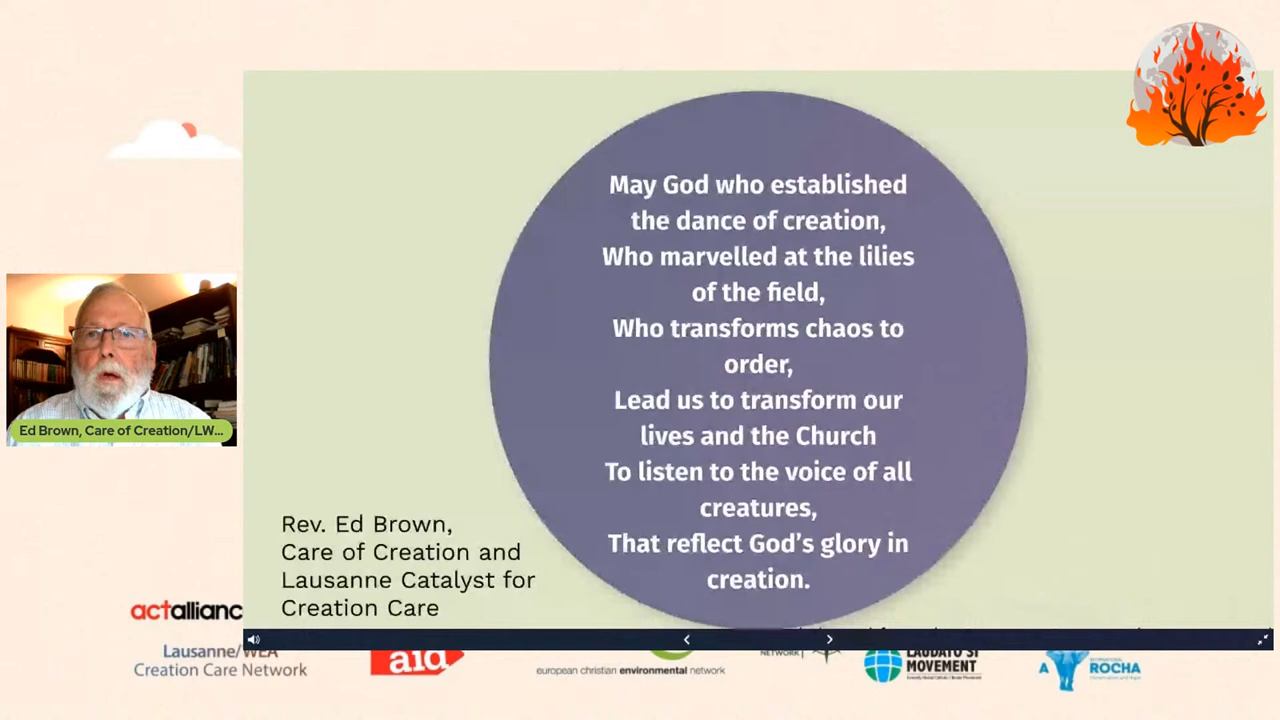 May God who established
the dance of creation,
Who marvelled at the lilies
of the field,
Who transforms chaos to
order,
Lead us to transform our
lives and the Church
To listen to the voice of all
creatures,
That reflect God's glory in
creation.
Ed Brown, Care of Creation/LW...
Rev. Ed Brown,
Care of Creation and
Lausanne Catalyst for
Creation Care
actallianc
Lausanne/WEA
Creation Care Network
aid
european christian environmental network
NETWORK
LAUDATO SI'
MOVEMENT
A ROCHA
INTERNATIONAL